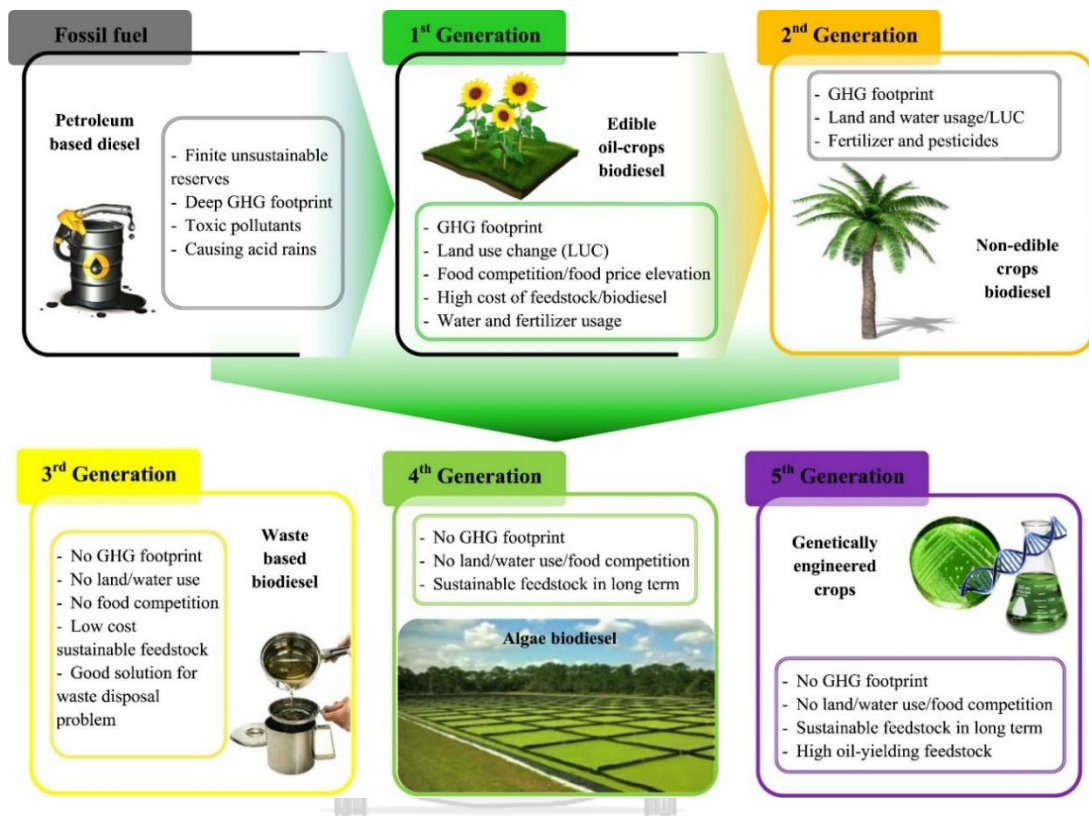 Fossil fuel
Petroleum
based diesel
- Finite unsustainable
reserves
- Deep GHG footprint
- Toxic pollutants
- Causing acid rains
1st Generation
Edible
oil-crops
biodiesel
- GHG footprint
- Land use change (LUC)
- Food competition/food price elevation
- High cost of feedstock/biodiesel
- Water and fertilizer usage
2nd Generation
- GHG footprint
- Land and water usage/LUC
- Fertilizer and pesticides
Non-edible
crops
biodiesel
3rd Generation
- No GHG footprint
- No land/water use
- No food competition
- Low cost
sustainable feedstock
- Good solution for
waste disposal
problem
Waste
based
biodiesel
4th Generation
- No GHG footprint
- No land/water use/food competition
- Sustainable feedstock in long term
Algae biodiesel
5th Generation
Genetically
engineered
crops
- No GHG footprint
- No land/water use/food competition
- Sustainable feedstock in long term
- High oil-yielding feedstock